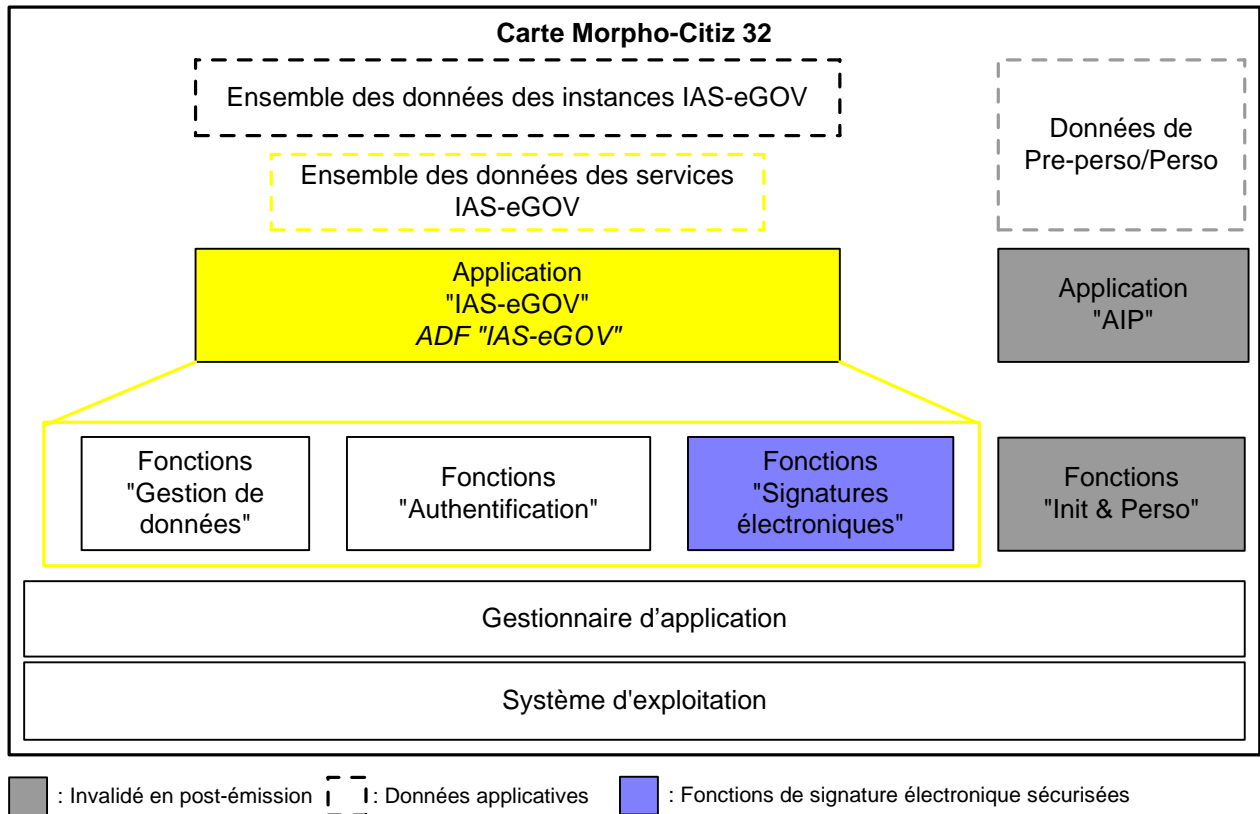 Carte Morpho-Citiz 32
Ensemble des données des instances IAS-eGOV
Données de
Pre-perso/Perso
Ensemble des données des services
IAS-eGOV
Application
"IAS-eGOV"
ADF "IAS-eGOV"
Application
"AIP"
Fonctions
"Gestion de
données"
Fonctions
"Authentification"
Fonctions
"Signatures
électroniques"
Fonctions
"Init & Perso"
Gestionnaire d'application
Système d'exploitation
: Invalidé en post-émission
: Données applicatives
: Fonctions de signature électronique sécurisées